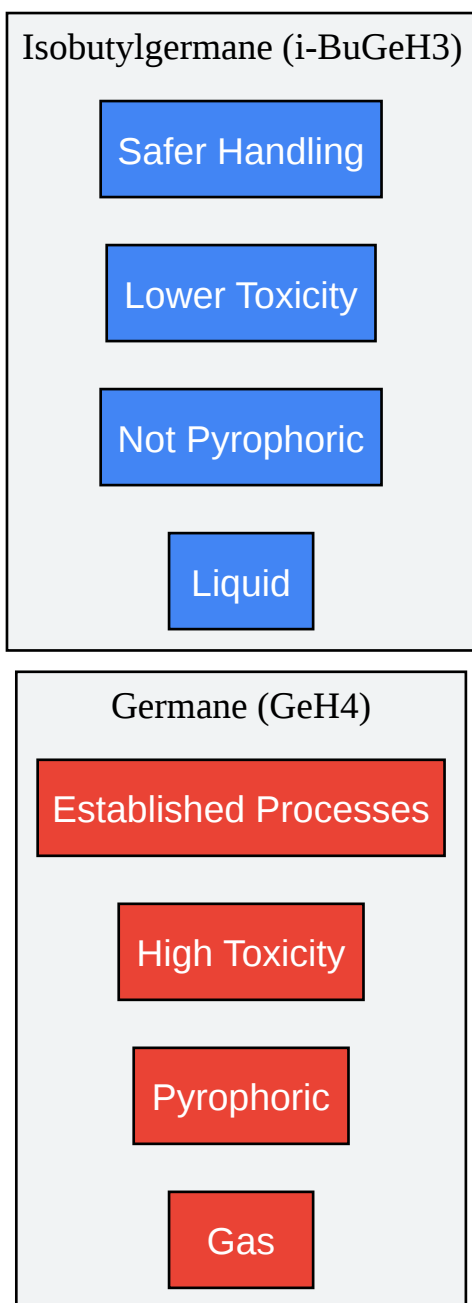 Isobutylgermane (i-BuGeH3)
Safer Handling
Lower Toxicity
Not Pyrophoric
Liquid
Germane (GeH4)
Established Processes
High Toxicity
Pyrophoric
Gas